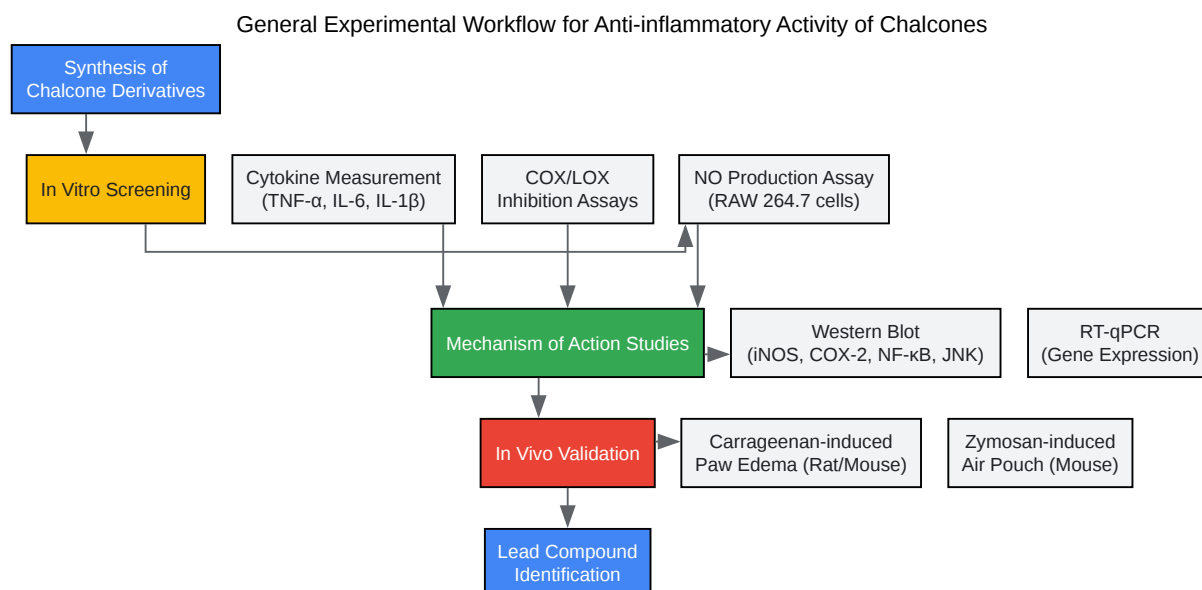 General Experimental Workflow for Anti-inflammatory Activity of Chalcones
Synthesis of
Chalcone Derivatives
In Vitro Screening
Cytokine Measurement
(TNF-α, IL-6, IL-1β)
COX/LOX
Inhibition Assays
NO Production Assay
(RAW 264.7 cells)
Mechanism of Action Studies
Western Blot
(iNOS, COX-2, NF-κB, JNK)
RT-qPCR
(Gene Expression)
In Vivo Validation
Carrageenan-induced
Paw Edema (Rat/Mouse)
Zymosan-induced
Air Pouch (Mouse)
Lead Compound
Identification